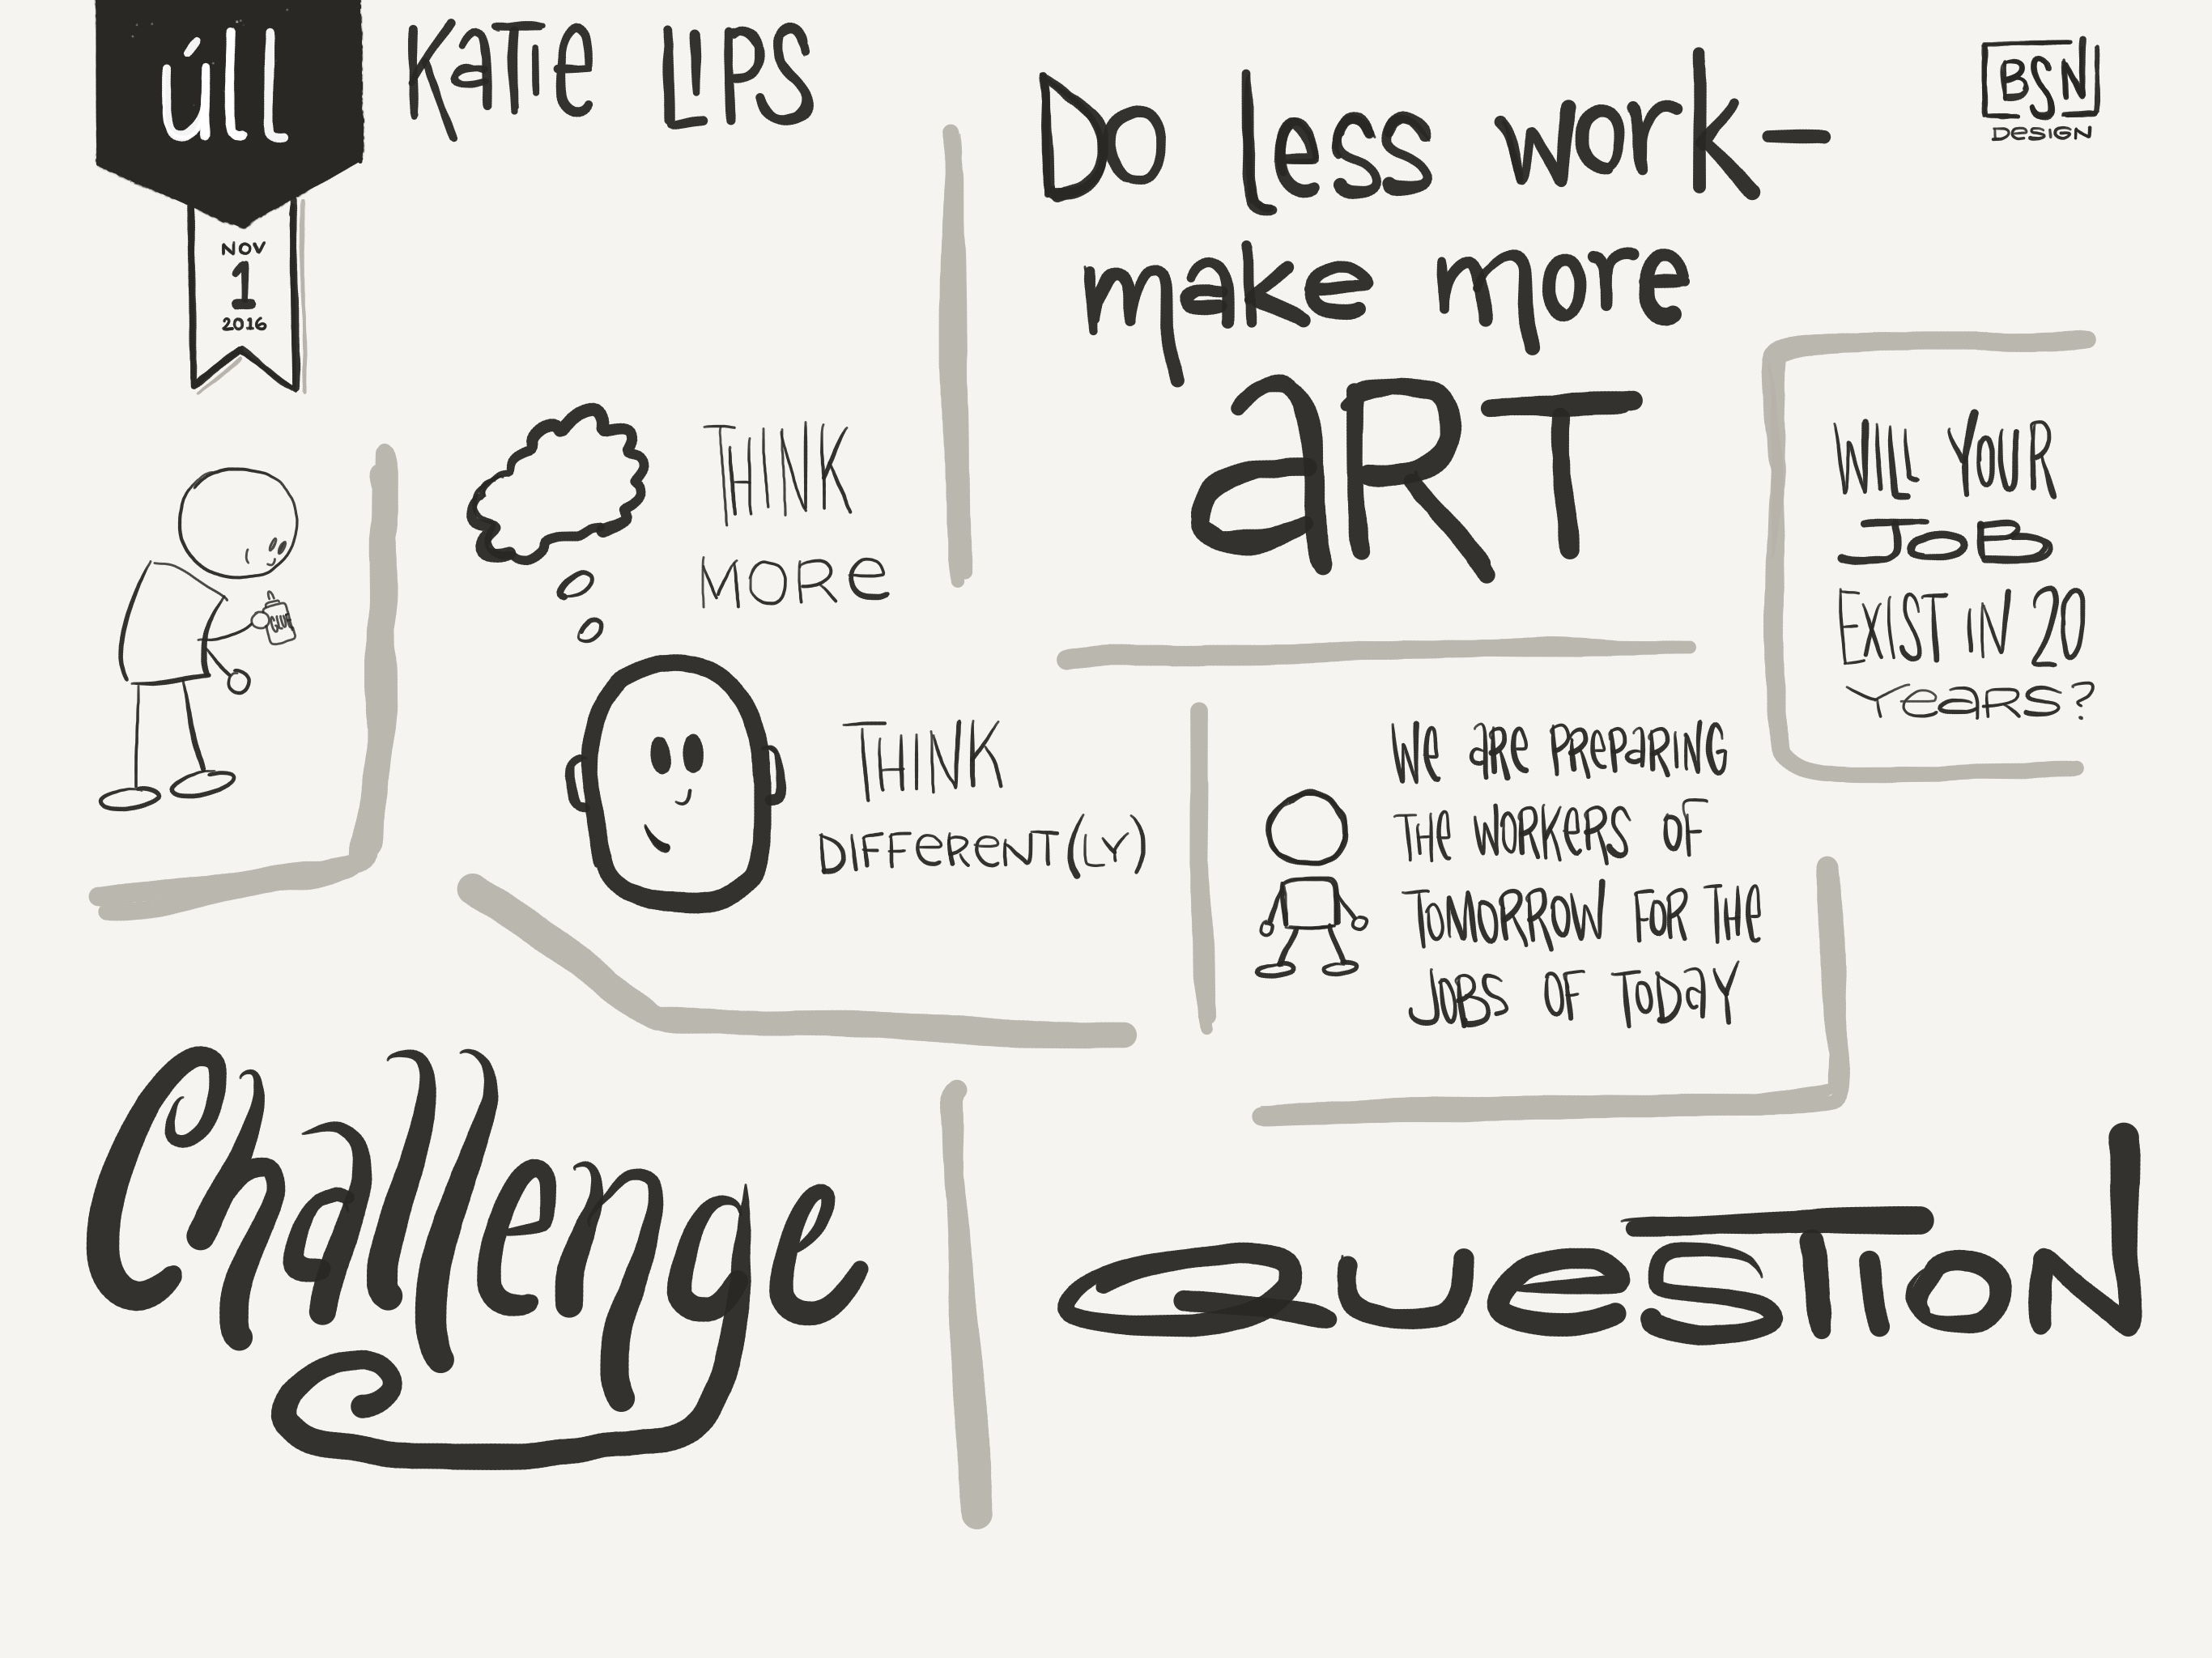 úll
NOV
1
2016
Katie Lips
Do less work-
make more
art
BSN
DESIGN
GLUE
THINK
MORE
THINK
DIFFERENT(LY)
WILL YOUR
JOB
EXIST IN 20
YEARS?
WE ARE PREPARING
THE WORKERS OF
TOMORROW FOR THE
JOBS OF TODAY
Challenge
QUESTION